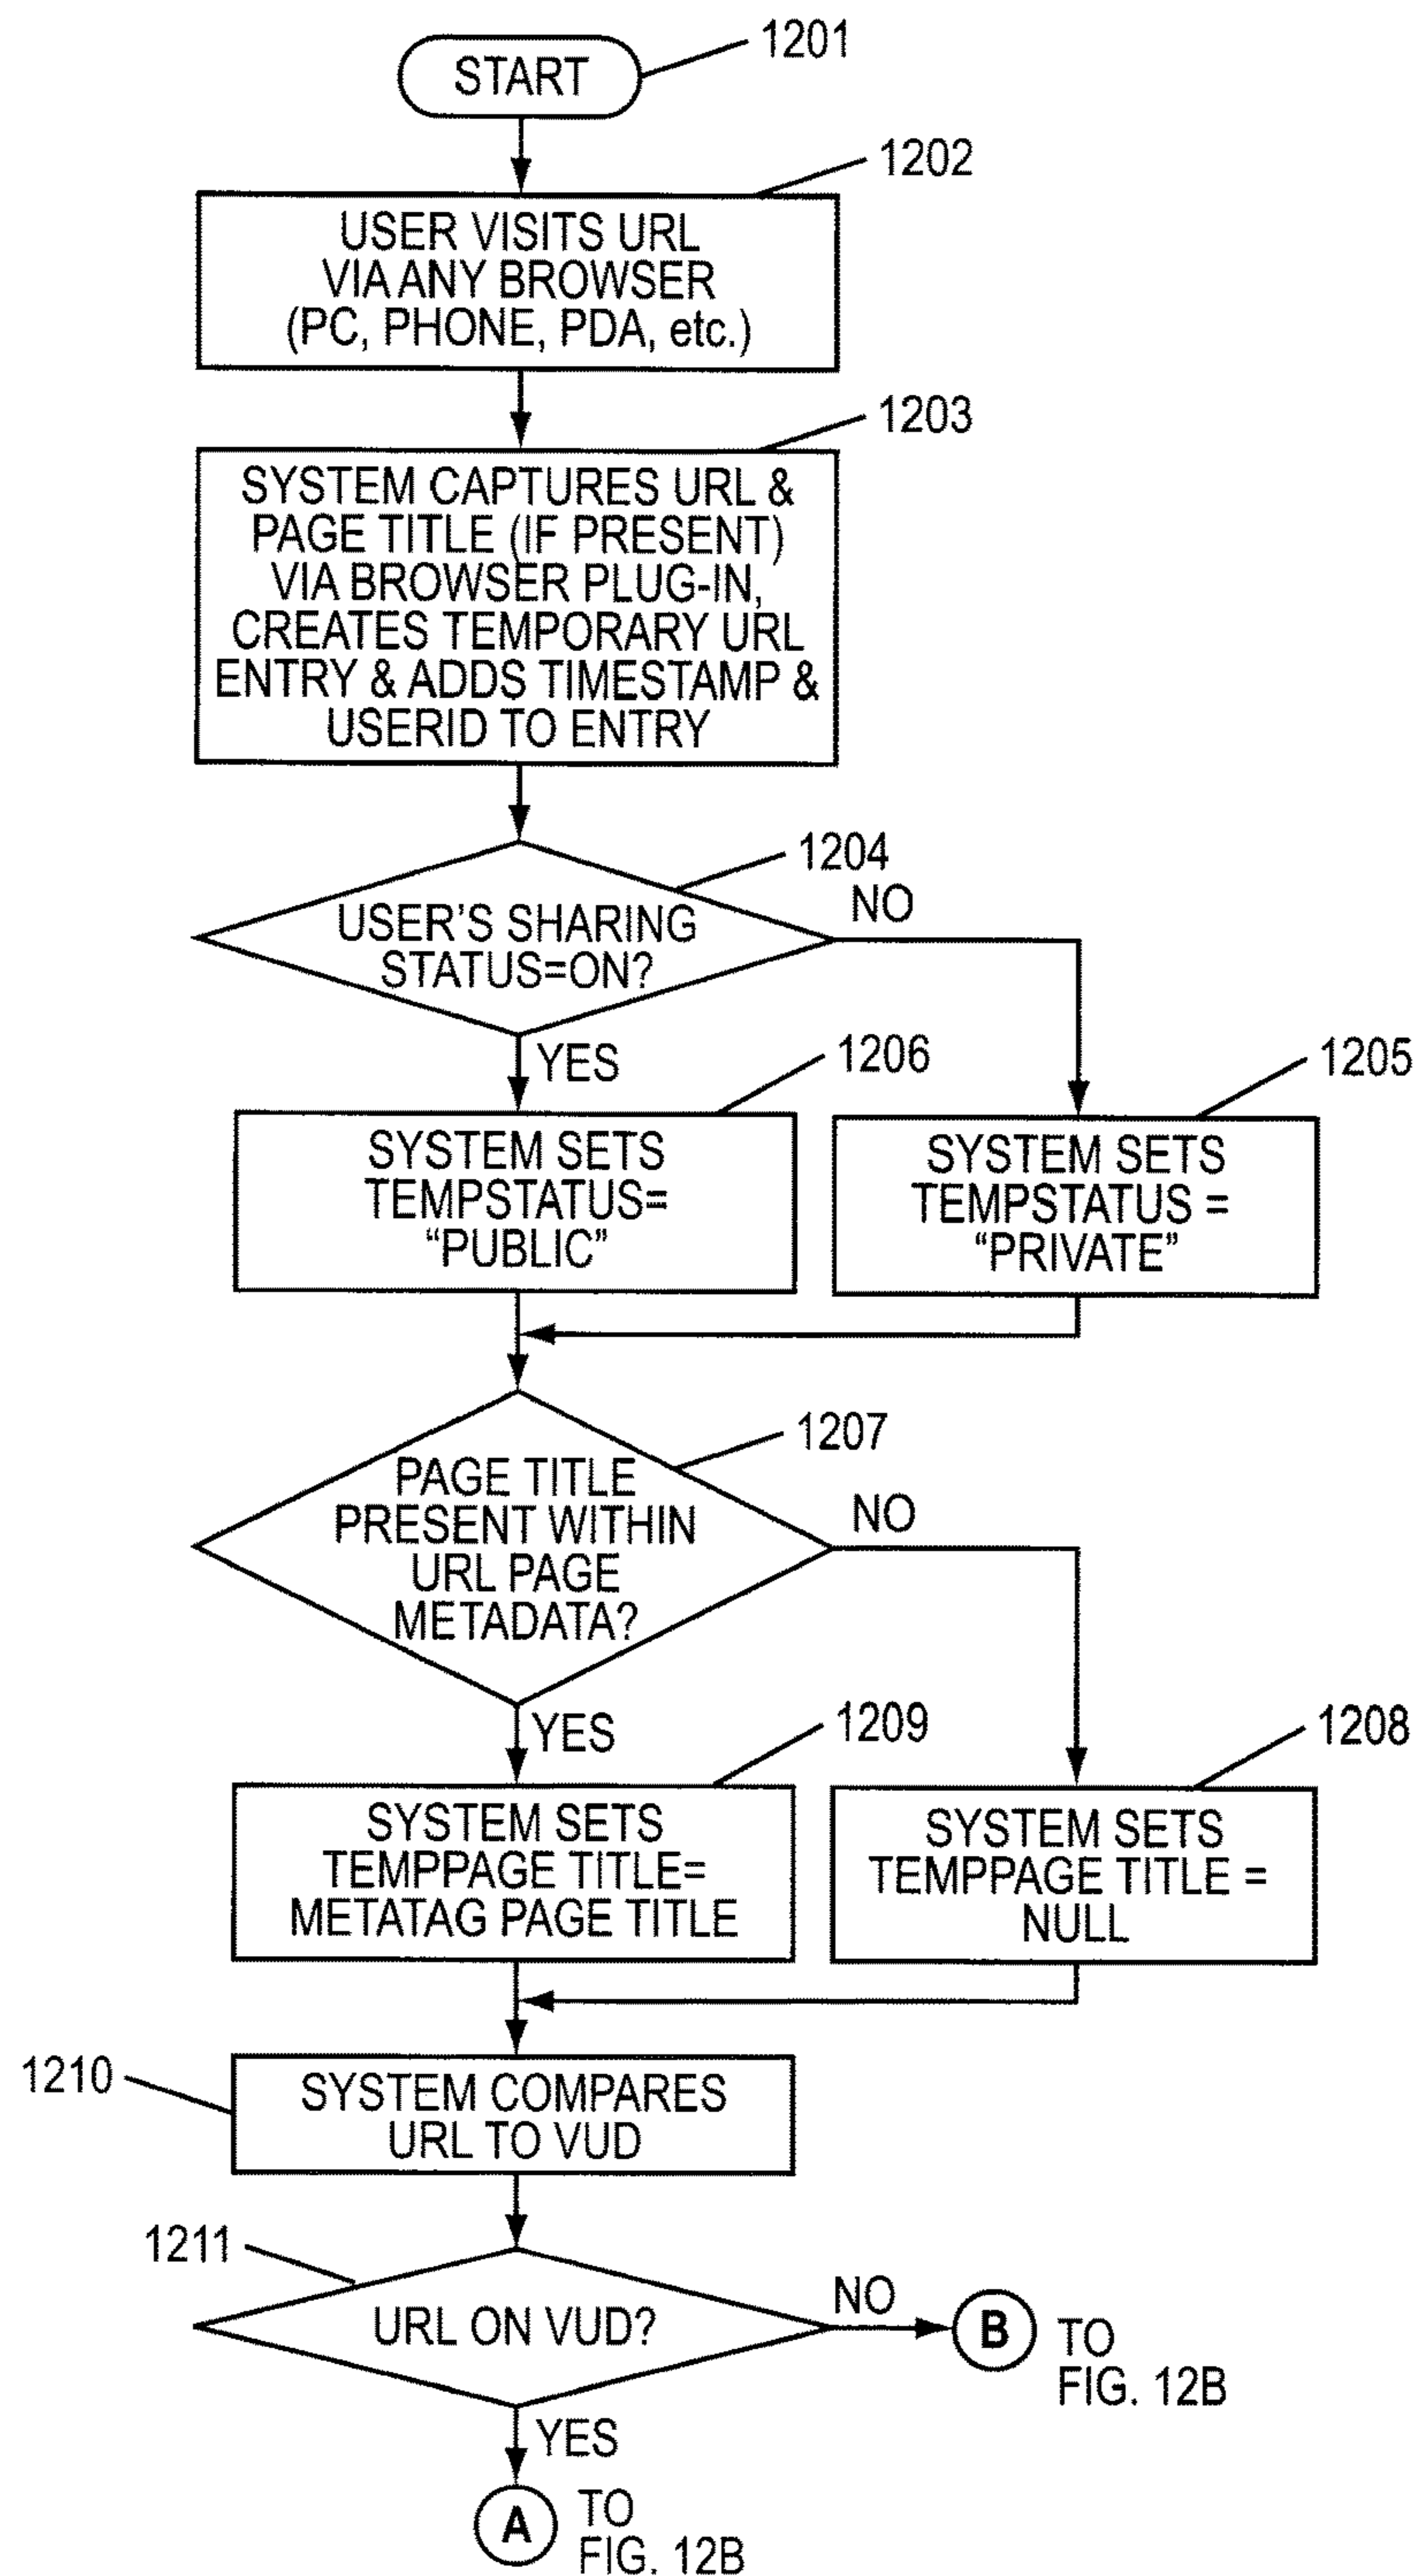 START
1201
1202
USER VISITS URL
VIA ANY BROWSER
(PC, PHONE, PDA, etc.)
1203
SYSTEM CAPTURES URL &
PAGE TITLE (IF PRESENT)
VIA BROWSER PLUG-IN,
CREATES TEMPORARY URL
ENTRY & ADDS TIMESTAMP &
USERID TO ENTRY
1204
NO
USER'S SHARING
STATUS=ON?
YES
1206
1205
SYSTEM SETS
TEMPSTATUS=
“PUBLIC”
SYSTEM SETS
TEMPSTATUS =
“PRIVATE”
1207
PAGE TITLE
PRESENT WITHIN
URL PAGE
METADATA?
NO
YES
1209
1208
SYSTEM SETS
TEMPPAGE TITLE=
METATAG PAGE TITLE
SYSTEM SETS
TEMPPAGE TITLE =
NULL
1210
SYSTEM COMPARES
URL TO VUD
1211
URL ON VUD?
NO
B
TO
FIG. 12B
YES
A
TO
FIG. 12B